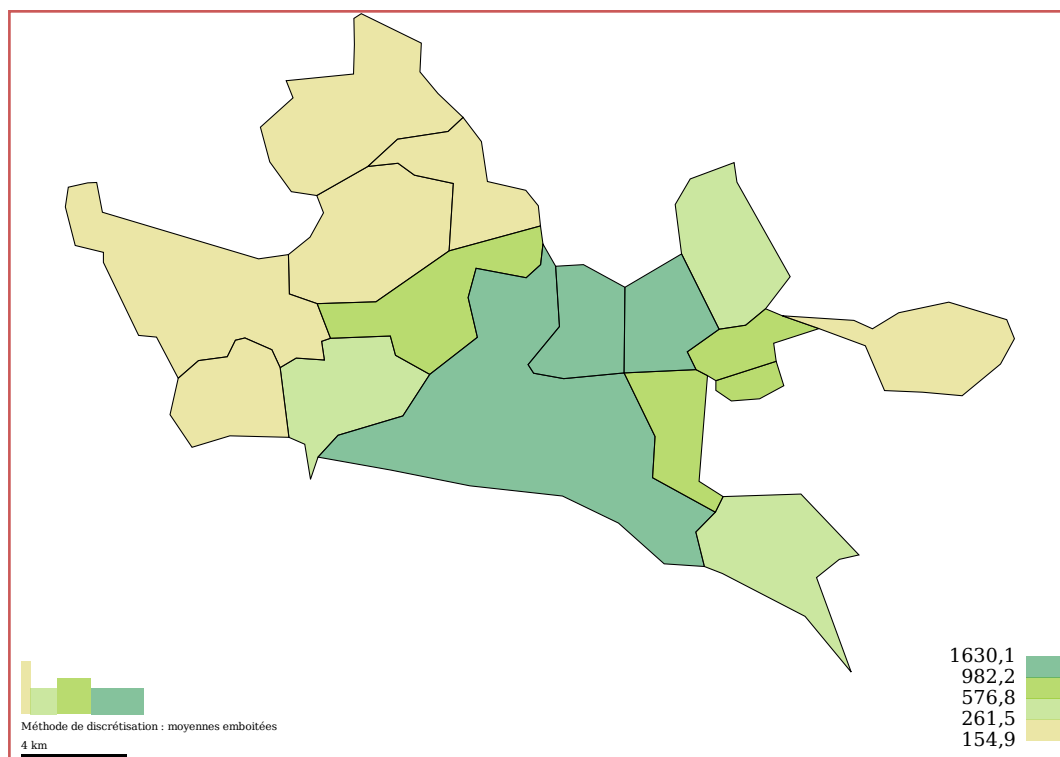 1630,1
982,2
576,8
261,5
154,9
Méthode de discrétisation : moyennes emboitées
4 km